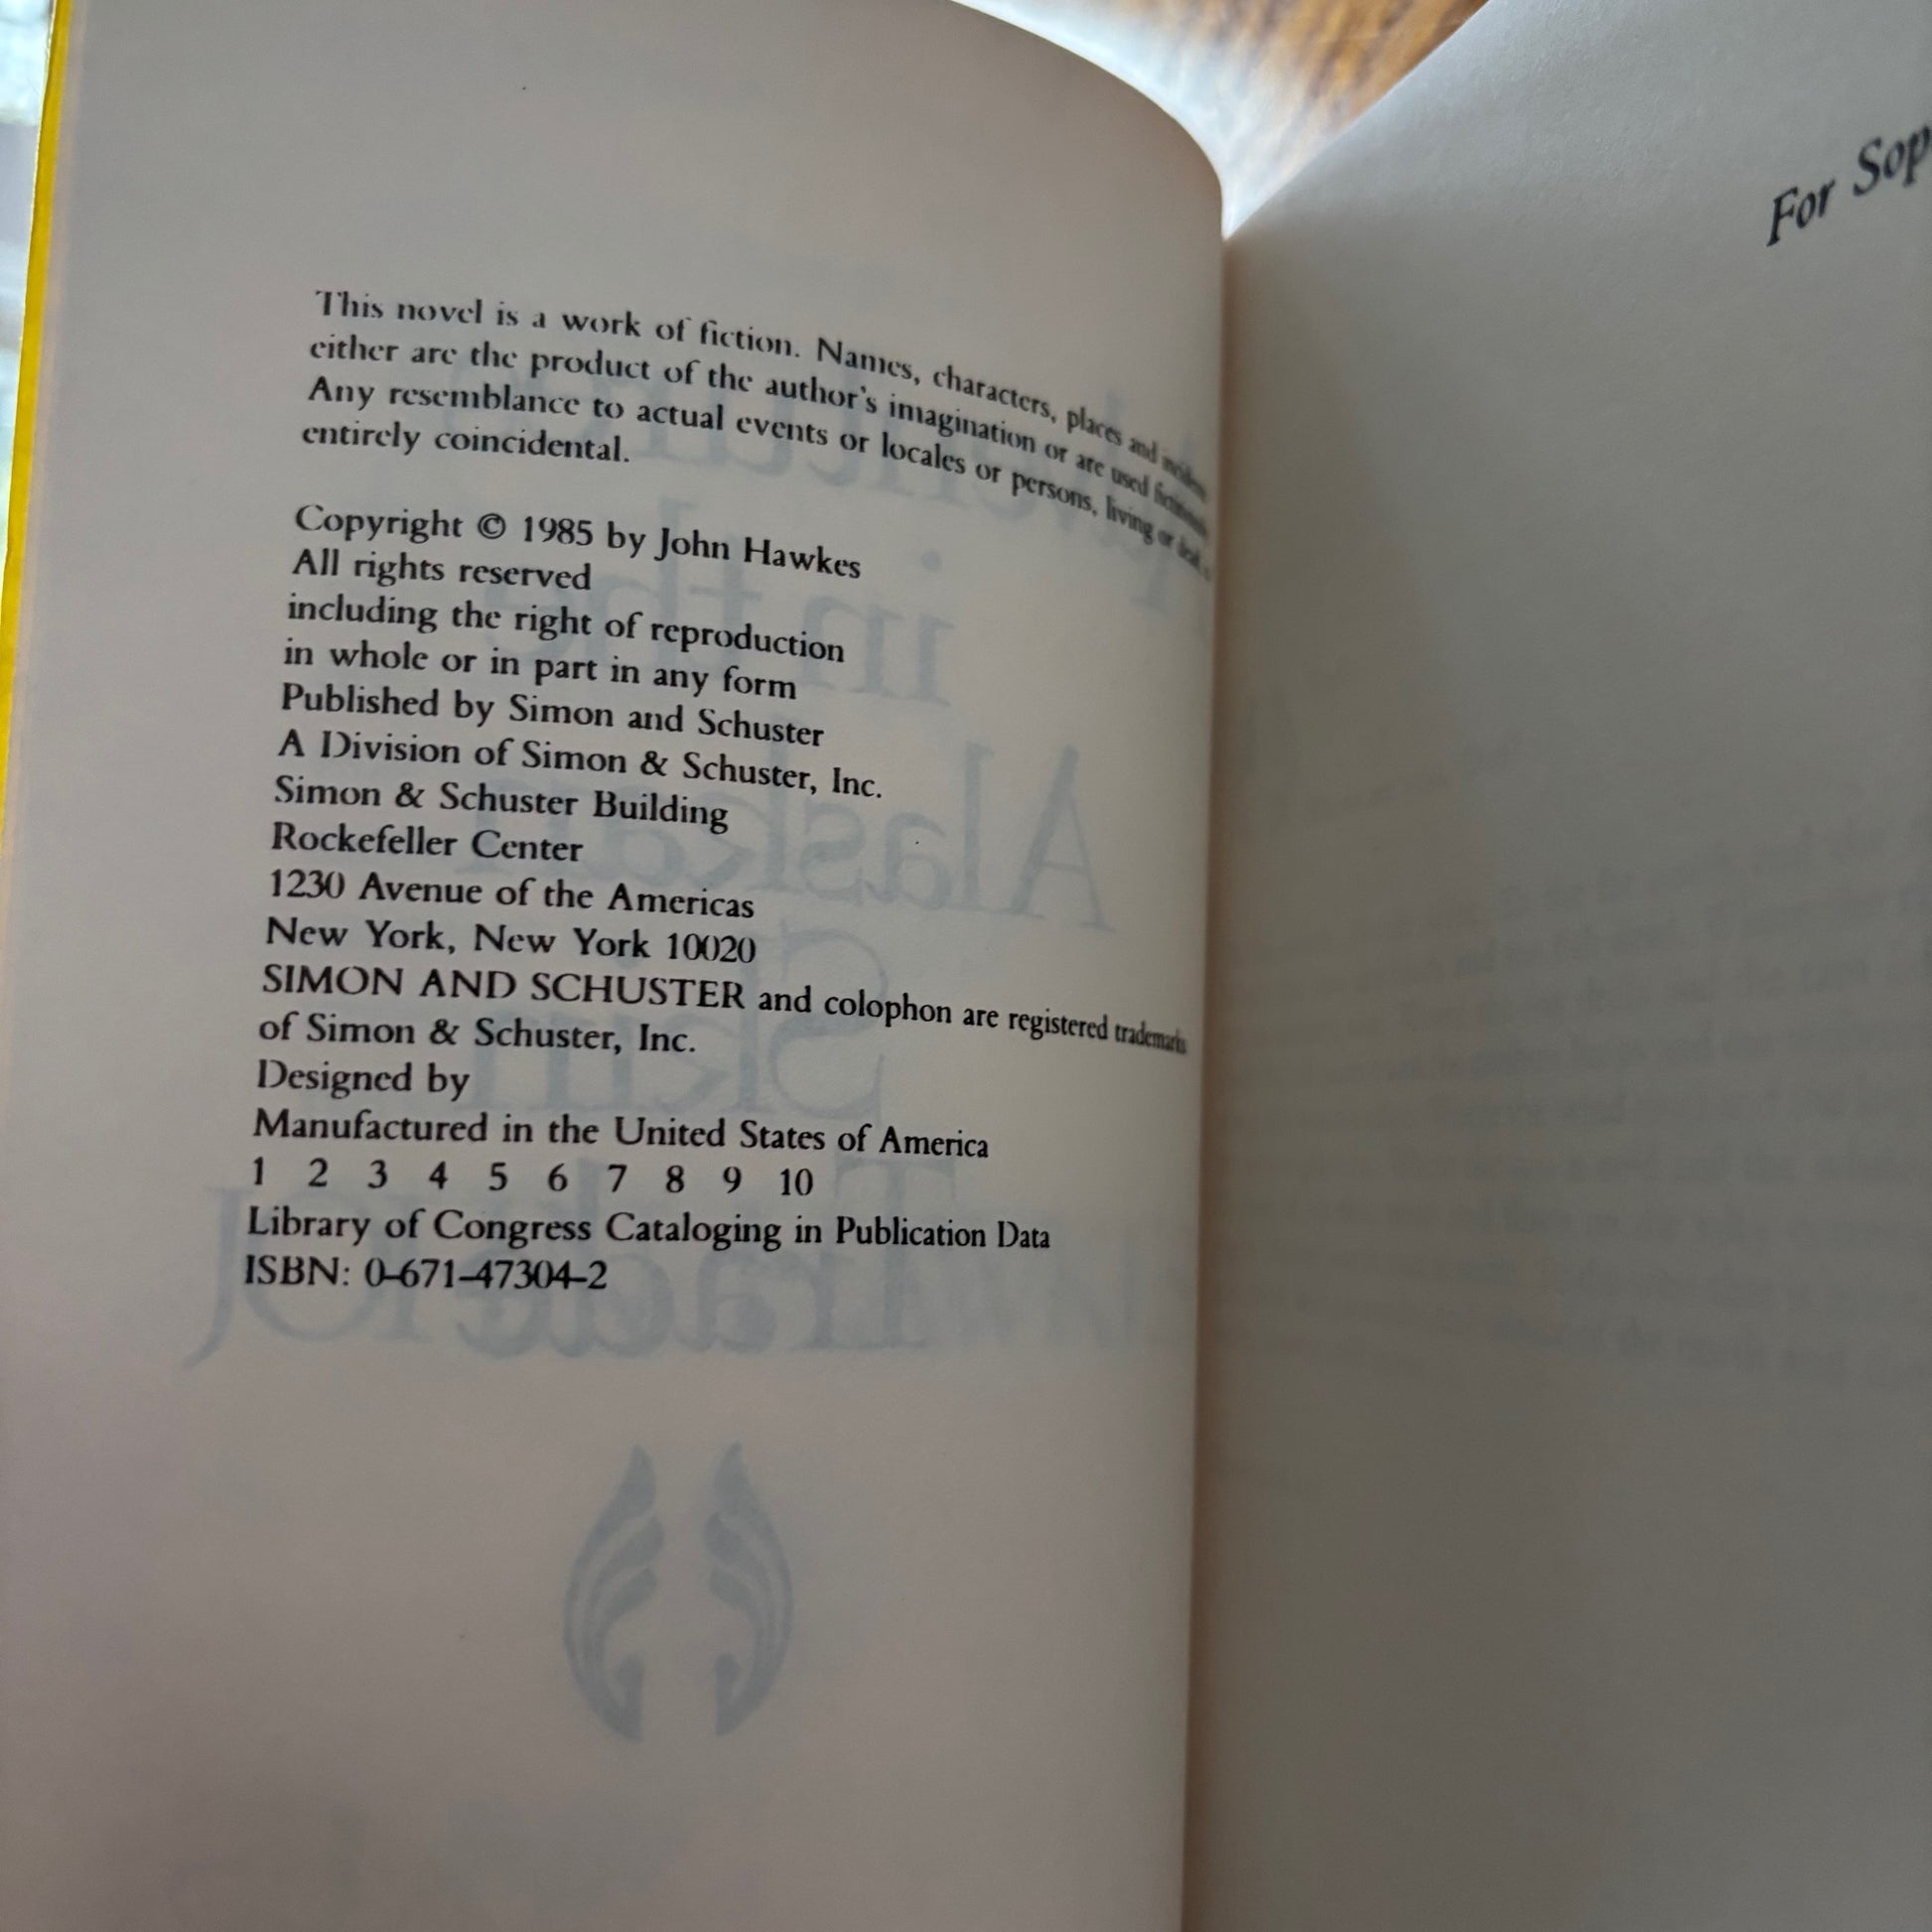 This novel is a work of fiction. Names, characters, places and incidents
either are the product of the author's imagination or are used fictitiously.
Any resemblance to actual events or locales or persons, living or dead, is
entirely coincidental.
Copyright © 1985 by John Hawkes
All rights reserved
including the right of reproduction
in whole or in part in any form
Published by Simon and Schuster
A Division of Simon & Schuster, Inc.
Simon & Schuster Building
Rockefeller Center
1230 Avenue of the Americas
New York, New York 10020
SIMON AND SCHUSTER and colophon are registered trademarks
of Simon & Schuster, Inc.
Designed by
Manufactured in the United States of America
1 2 3 4 5 6 7 8 9 10
Library of Congress Cataloging in Publication Data
ISBN: 0-671-47304-2
For Sop